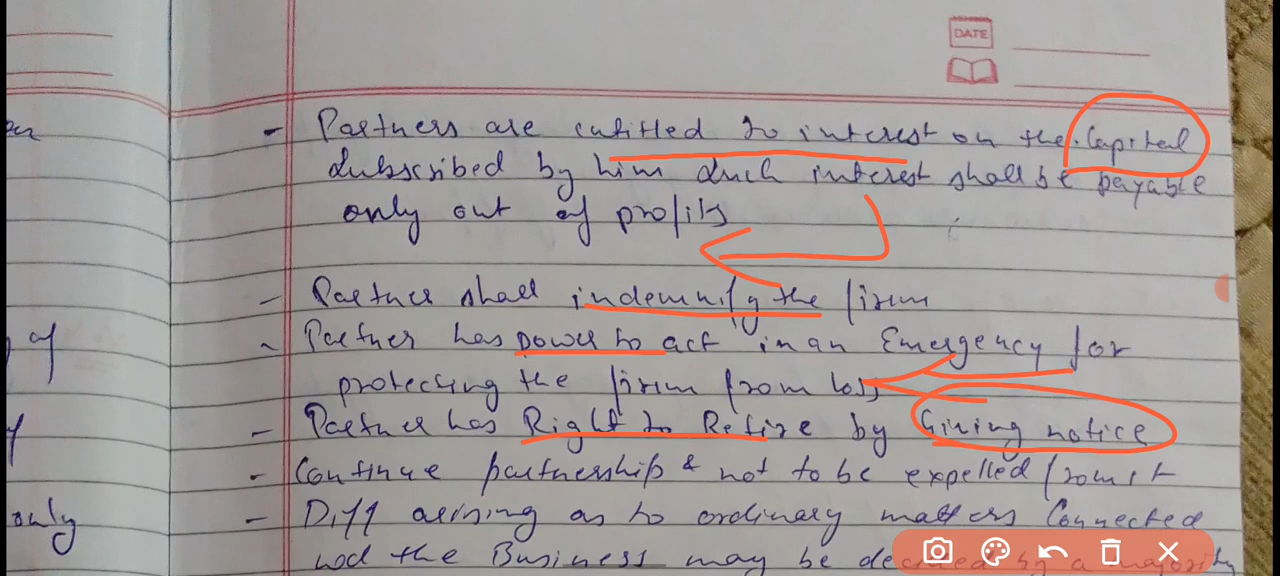 DATE
- Partners are entitled to interest on the Capital
subscribed by him such interest shall be payable
only out of profits
- Partner shall indemnify the firm
- Partner has power to act in an Emergency for
of
protecting the firm from loss
- Partner has Right to Retire by Giving notice
- Continue partnership & not to be expelled from it
- Diff arising as to ordinary matters Connected
only
the Business may be by a majority